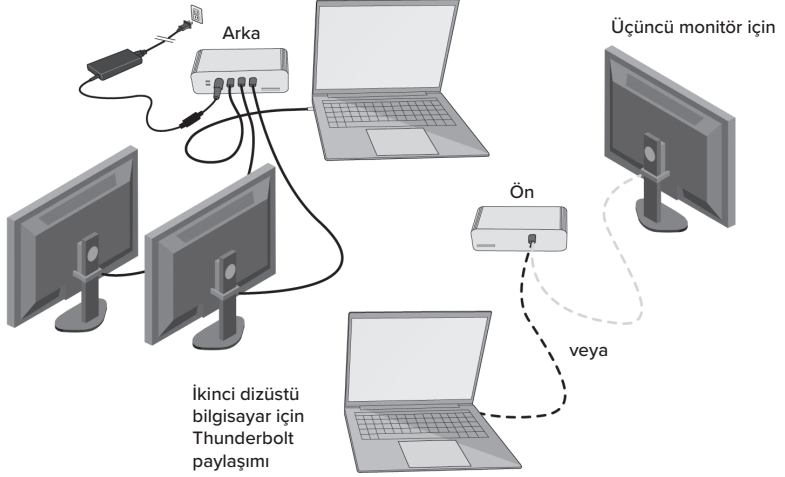 Arka
Üçüncü monitör için
Ön
veya
İkinci dizüstü
bilgisayar için
Thunderbolt
paylaşımı